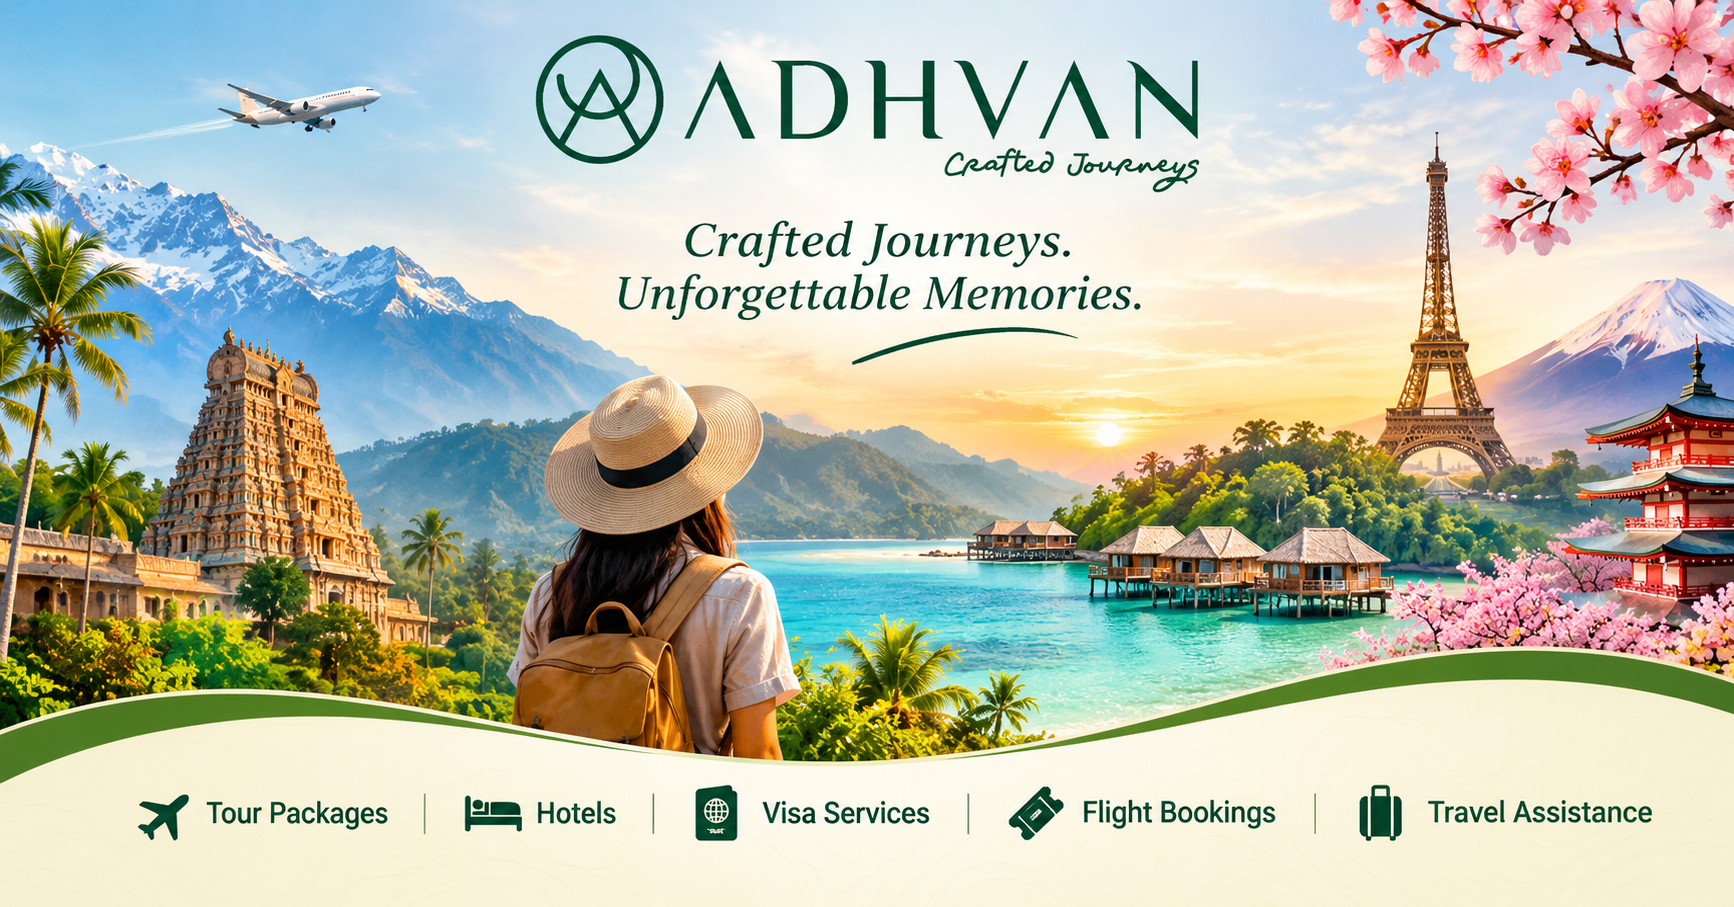 ADHVAN
Crafted Journeys
Crafted Journeys.
Unforgettable Memories.
Tour Packages
Hotels
Visa Services
Flight Bookings
Travel Assistance